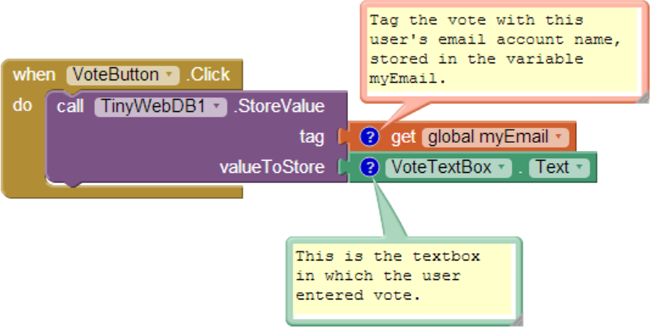 Tag the vote with this
user's email account name,
stored in the variable
myEmail.
when VoteButton .Click
do call TinyWebDB1 .StoreValue
tag ? get global myEmail
valueToStore ? VoteTextBox . Text
This is the textbox
in which the user
entered vote.